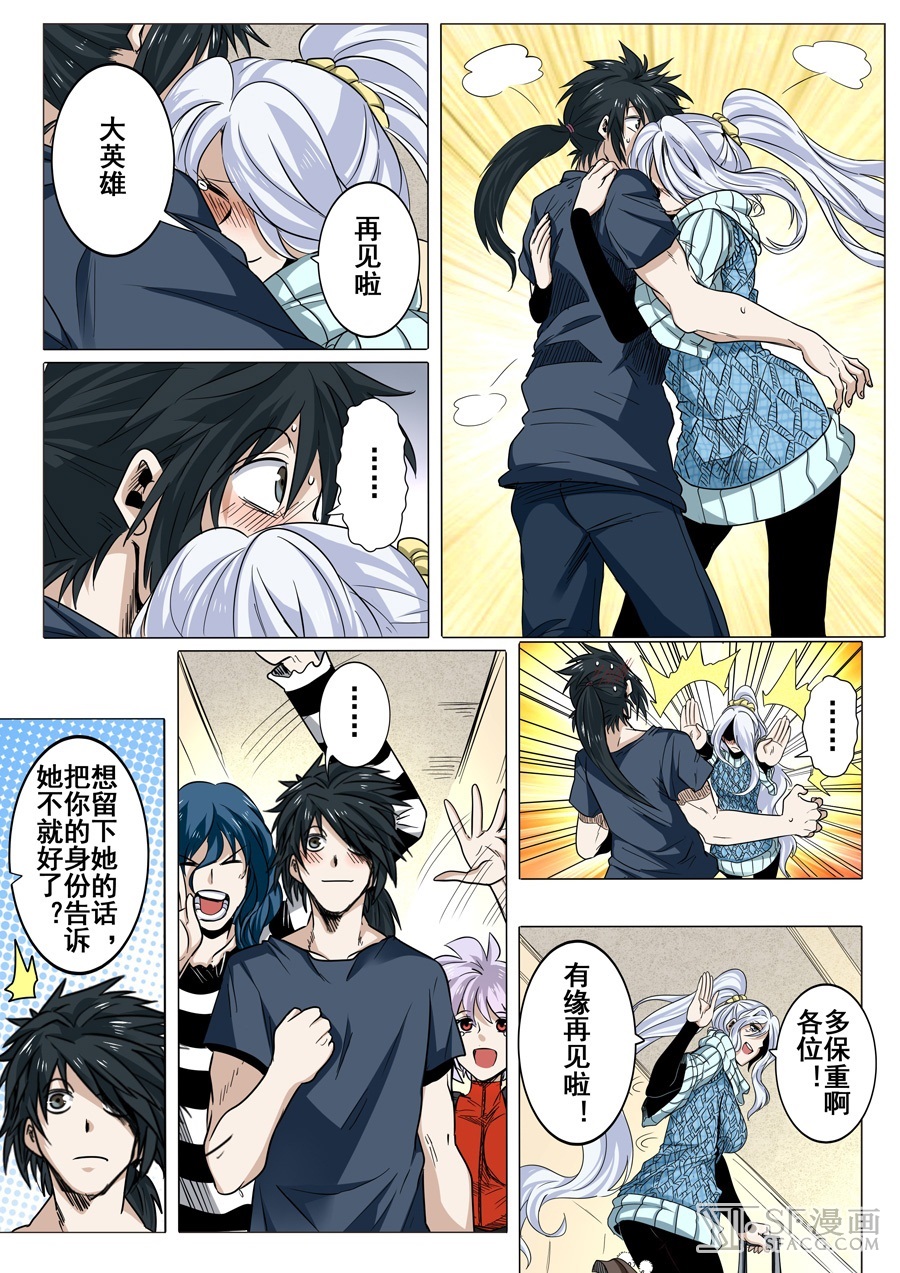 再见啦
大英雄
……
……
多保重啊
各位！
有缘再见啦！
……
想留下她的话，
把你的身份告诉
她不就好了？
SF漫画
SFACG.COM